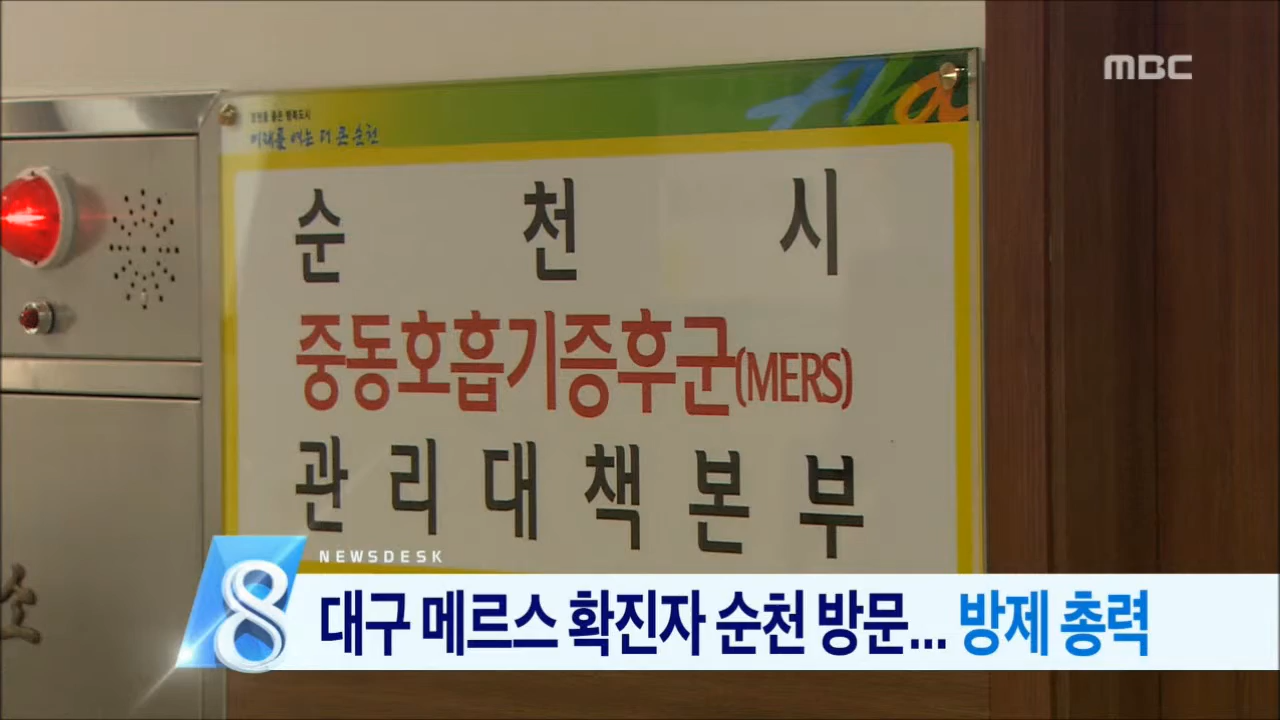 MBC
미래를 여는 더 큰 순천
순 천 시
중동호흡기증후군(MERS)
관리대책본부
8 NEWSDESK
대구 메르스 확진자 순천 방문... 방제 총력